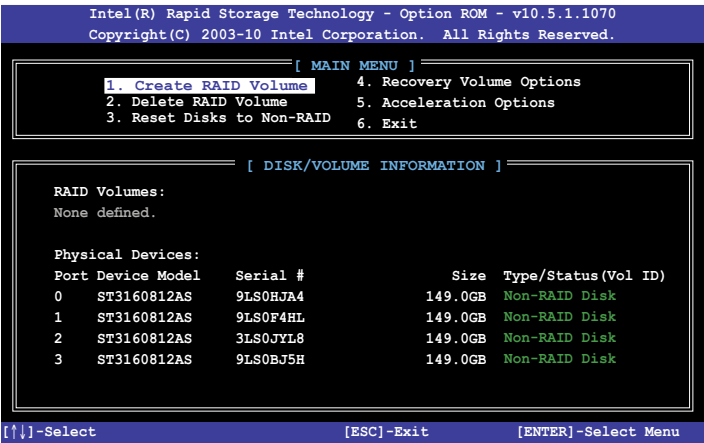 Intel(R) Rapid Storage Technology - Option ROM - v10.5.1.1070
Copyright(C) 2003-10 Intel Corporation. All Rights Reserved.
[ MAIN MENU ]
1. Create RAID Volume 4. Recovery Volume Options
2. Delete RAID Volume 5. Acceleration Options
3. Reset Disks to Non-RAID 6. Exit
[ DISK/VOLUME INFORMATION ]
RAID Volumes:
None defined.
Physical Devices:
Port Device Model Serial # Size Type/Status(Vol ID)
0 ST3160812AS 9LS0HJA4 149.0GB Non-RAID Disk
1 ST3160812AS 9LS0F4HL 149.0GB Non-RAID Disk
2 ST3160812AS 3LS0JYL8 149.0GB Non-RAID Disk
3 ST3160812AS 9LS0BJ5H 149.0GB Non-RAID Disk
[↑↓]-Select [ESC]-Exit [ENTER]-Select Menu